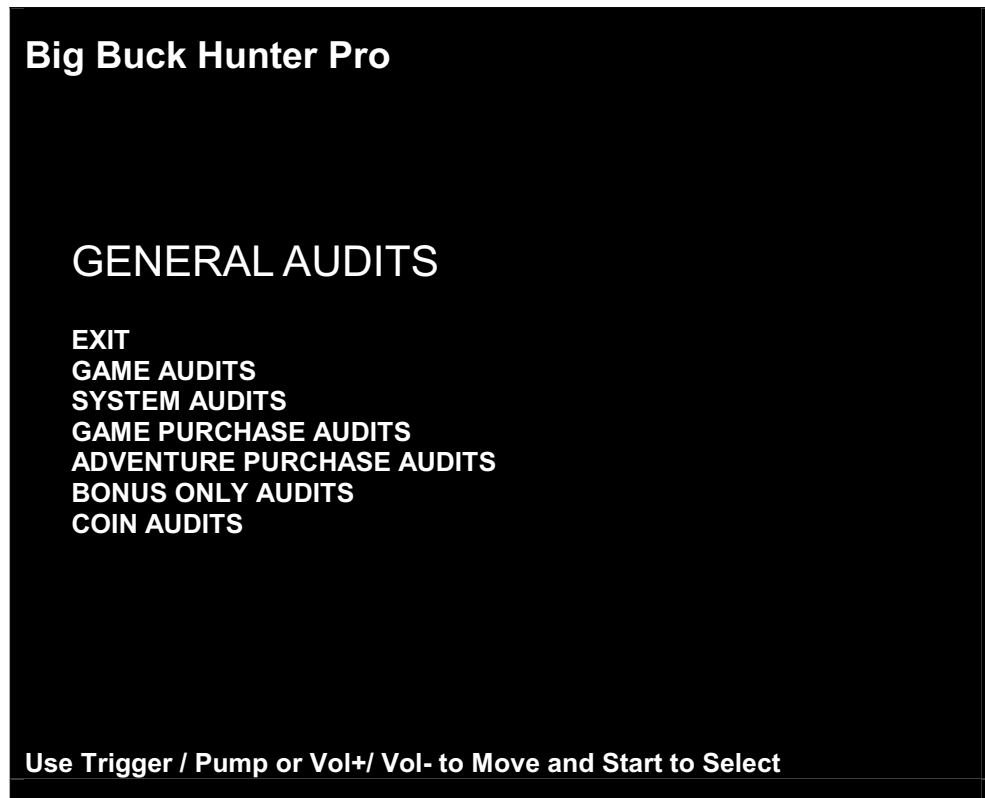 Big Buck Hunter Pro
GENERAL AUDITS
EXIT
GAME AUDITS
SYSTEM AUDITS
GAME PURCHASE AUDITS
ADVENTURE PURCHASE AUDITS
BONUS ONLY AUDITS
COIN AUDITS
Use Trigger / Pump or Vol+/ Vol- to Move and Start to Select